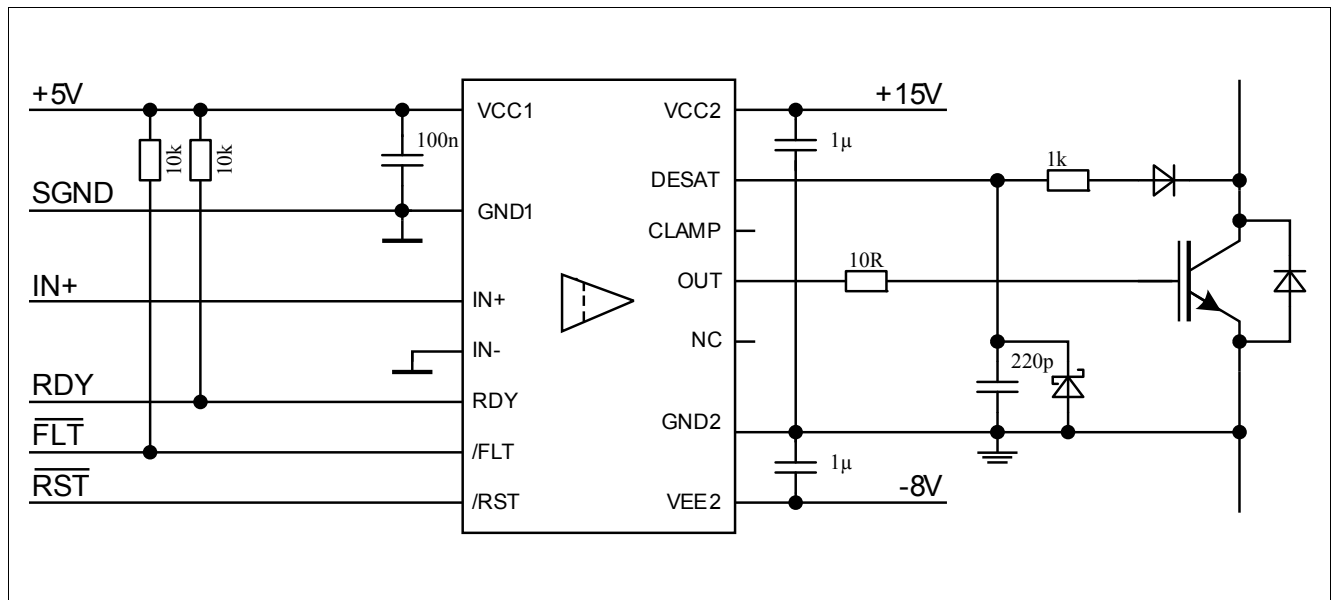 +5V
SGND
IN+
RDY
FLT
RST
10k
10k
100n
VCC1
GND1
IN+
IN-
RDY
/FLT
/RST
VCC2
DESAT
CLAMP
OUT
NC
GND2
VEE2
+15V
1µ
1k
10R
220p
1µ
-8V